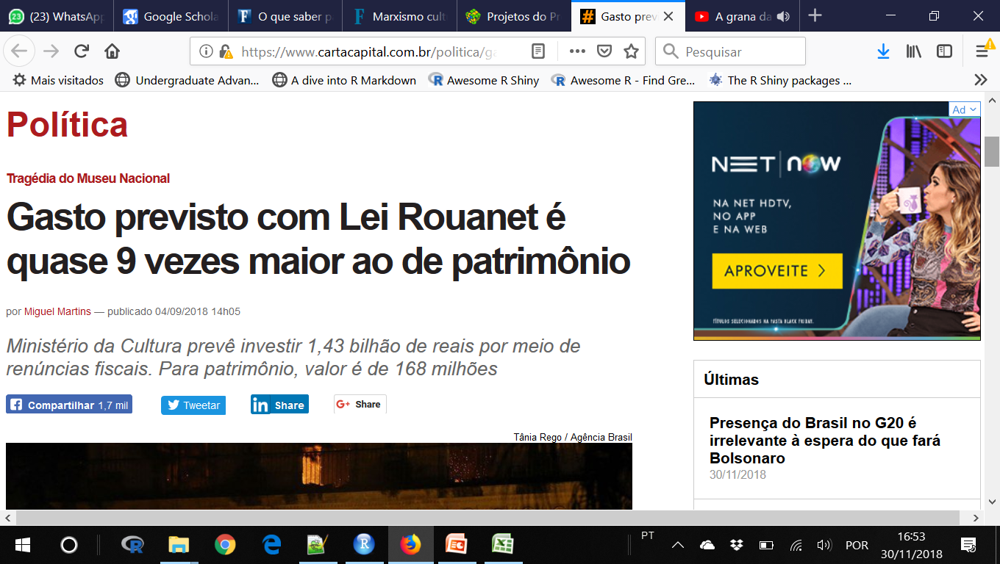 (23) WhatsApp
Google Schola
O que saber p
Marxismo cult
Projetos do Pr
Gasto prev
A grana da
https://www.cartacapital.com.br/politica/ga
Pesquisar
Mais visitados
Undergraduate Advan...
A dive into R Markdown
Awesome R Shiny
Awesome R - Find Gre...
The R Shiny packages ...
Política
Tragédia do Museu Nacional
Gasto previsto com Lei Rouanet é
quase 9 vezes maior ao de patrimônio
por Miguel Martins — publicado 04/09/2018 14h05
Ministério da Cultura prevê investir 1,43 bilhão de reais por meio de
renúncias fiscais. Para patrimônio, valor é de 168 milhões
Compartilhar 1,7 mil
Tweetar
in Share
G+ Share
Tânia Rego / Agência Brasil
Ad
NET NOW
NA NET HDTV,
NO APP
E NA WEB
APROVEITE >
TÍTULOS SELECIONADOS NA PASTA BLACK FRIDAY.
Últimas
Presença do Brasil no G20 é
irrelevante à espera do que fará
Bolsonaro
30/11/2018
PT
POR
16:53
30/11/2018